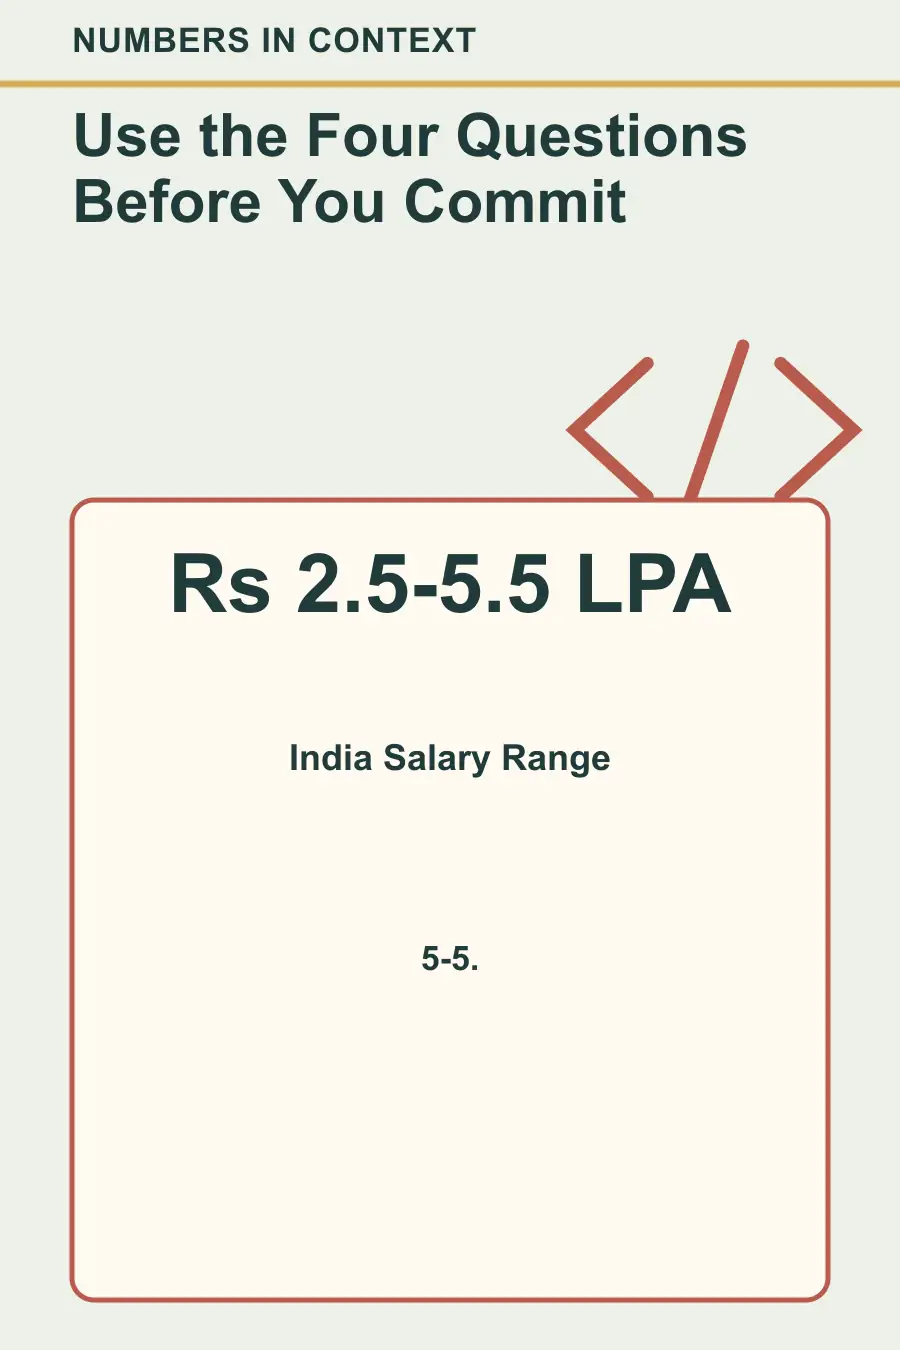 NUMBERS IN CONTEXT
Use the Four Questions
Before You Commit
Rs 2.5-5.5 LPA
India Salary Range
5-5.